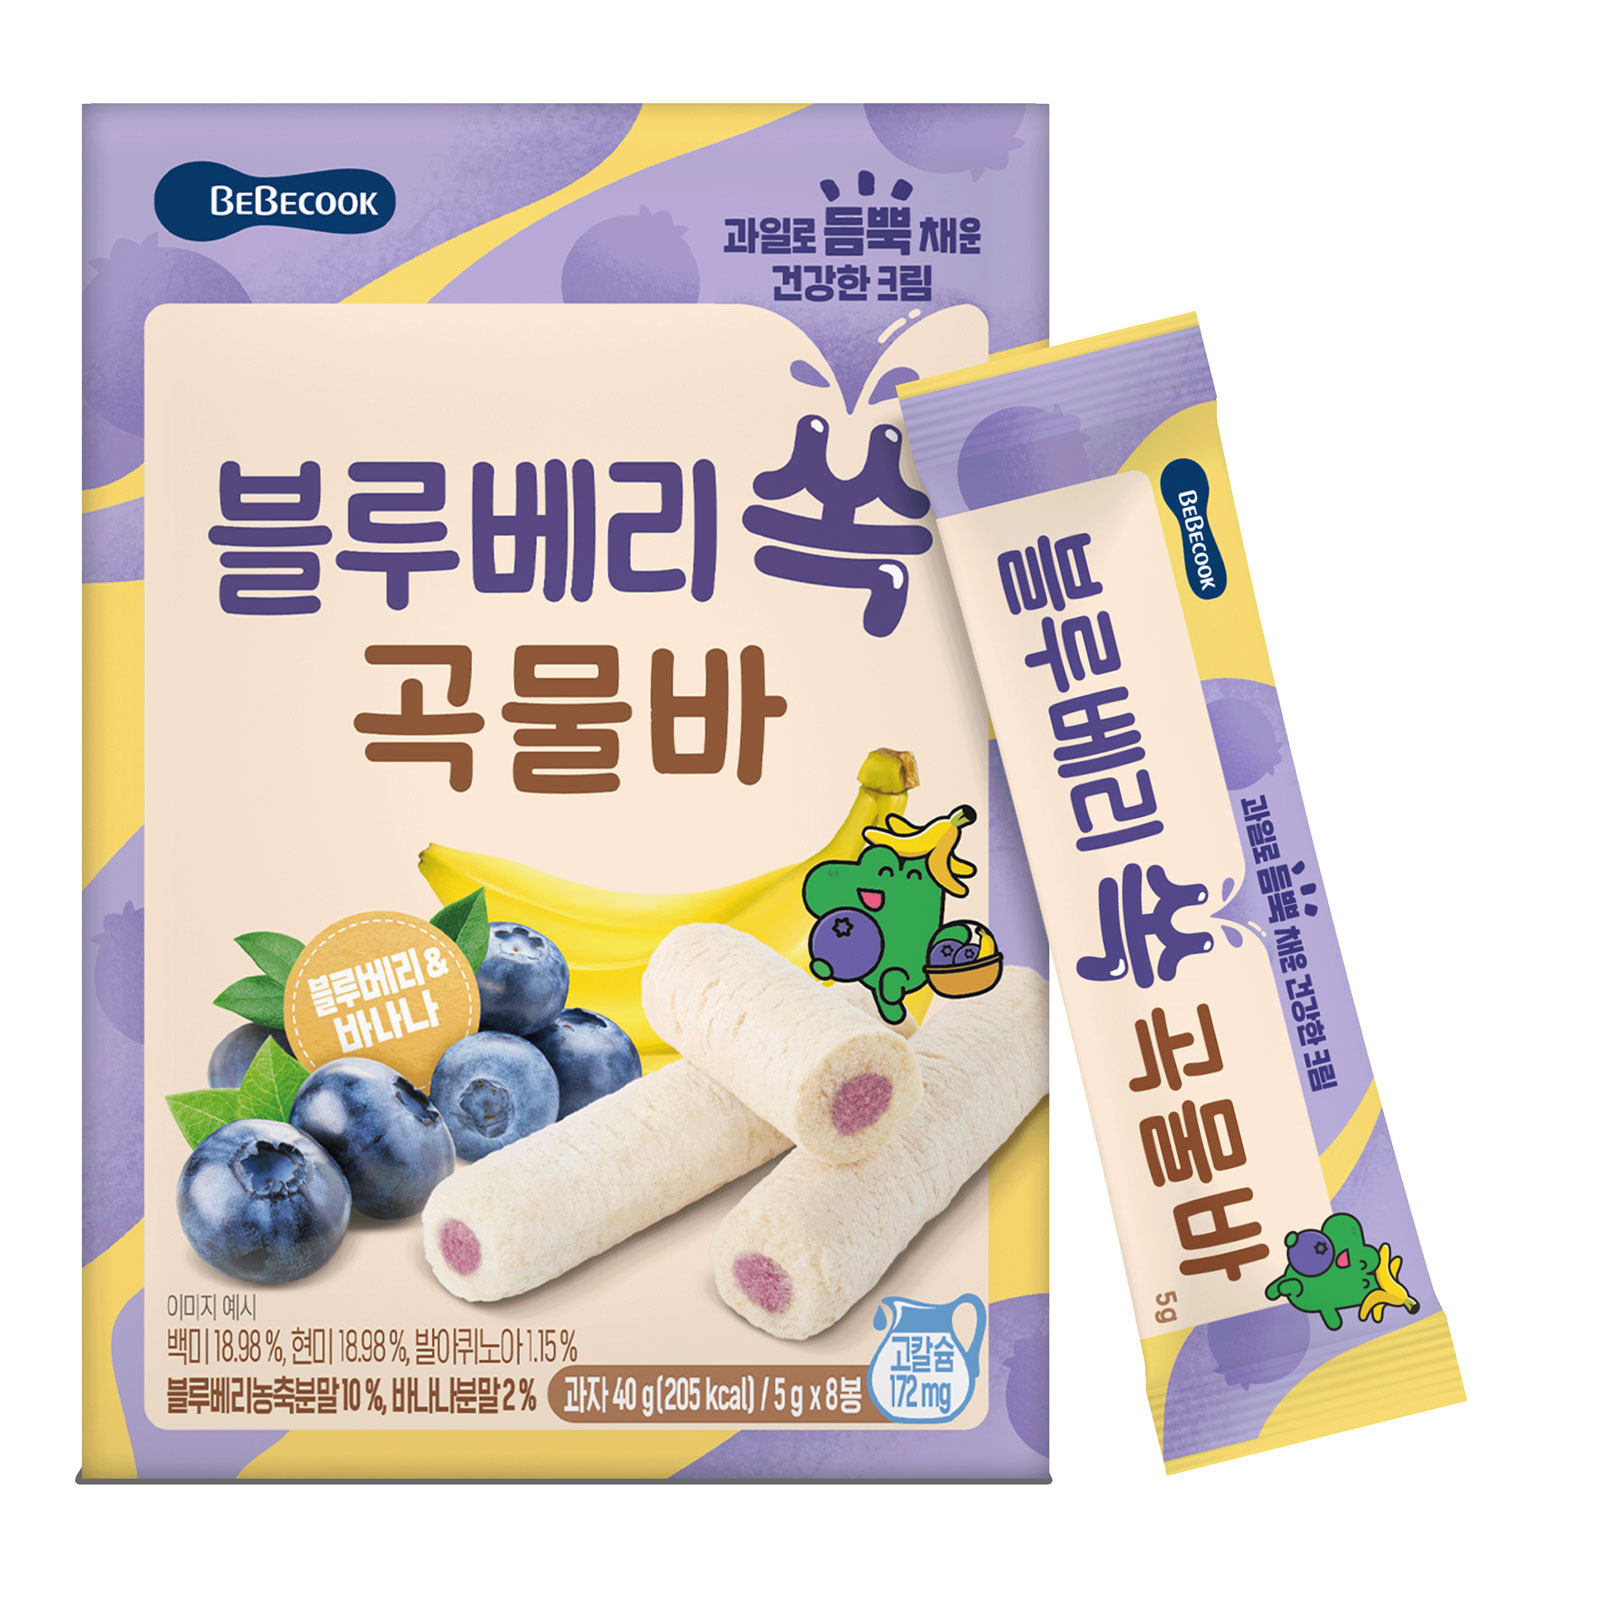 BEBECOOK
과일로 듬뿍 채운
건강한 크림
블루베리 쏙
곡물바
블루베리 &
바나나
이미지 예시
백미 18.98 %, 현미 18.98 %, 발아퀴노아 1.15 %
블루베리농축분말 10 %, 바나나분말 2 %
과자 40 g (205 kcal) / 5 g x 8봉
고칼슘
172 mg
BEBECOOK
블루베리 쏙 곡물바
과일로 듬뿍 채운 건강한 크림
5g